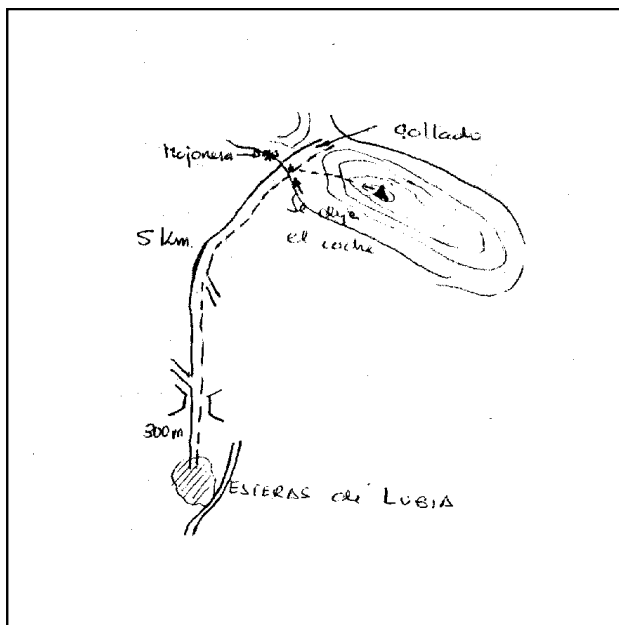 Collado
Mojonera
Se deja
el coche
5 Km.
300m
ESTERAS de LUBIA